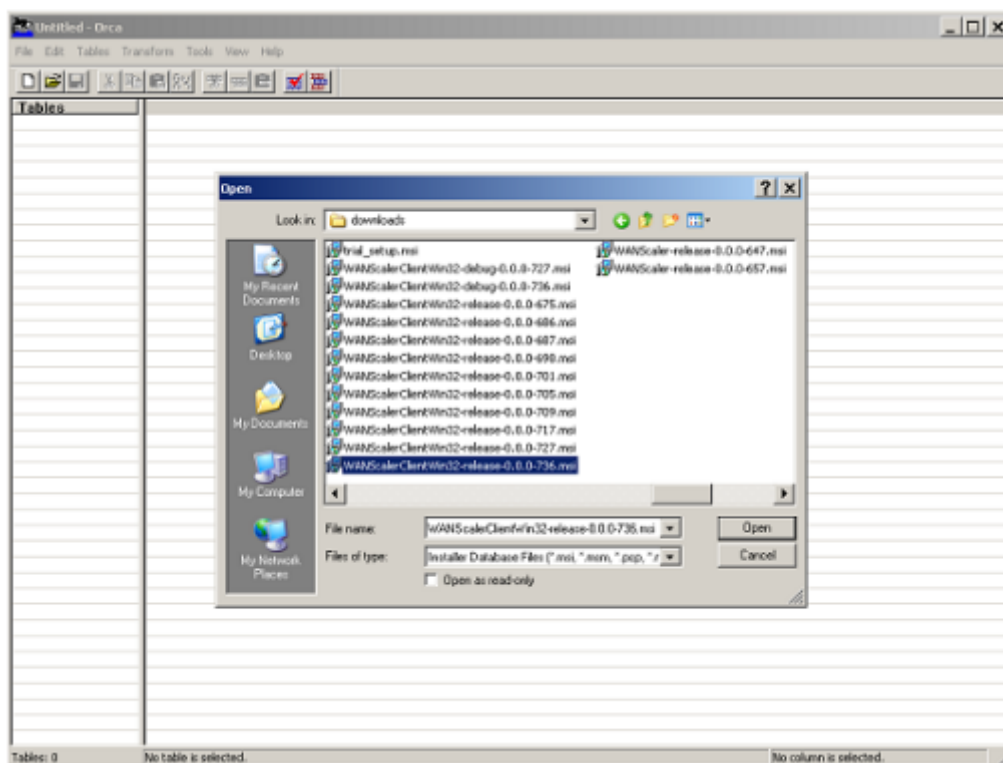 Untitled - Orca
File Edit Tables Transform Tools View Help
Tables
Open
Look in: downloads
My Recent Documents
Desktop
My Documents
My Computer
My Network Places
trial_setup.msi
WANScalerClientWin32-debug-0.0.0-727.msi
WANScalerClientWin32-debug-0.0.0-736.msi
WANScalerClientWin32-release-0.0.0-675.msi
WANScalerClientWin32-release-0.0.0-686.msi
WANScalerClientWin32-release-0.0.0-687.msi
WANScalerClientWin32-release-0.0.0-698.msi
WANScalerClientWin32-release-0.0.0-701.msi
WANScalerClientWin32-release-0.0.0-705.msi
WANScalerClientWin32-release-0.0.0-709.msi
WANScalerClientWin32-release-0.0.0-717.msi
WANScalerClientWin32-release-0.0.0-727.msi
WANScalerClientWin32-release-0.0.0-736.msi
WANScaler-release-0.0.0-647.msi
WANScaler-release-0.0.0-657.msi
File name: WANScalerClientWin32-release-0.0.0-736.msi Open
Files of type: Installer Database Files (*.msi, *.msm, *.pcp, *.r Cancel
Open as read-only
Tables: 0 No table is selected. No column is selected.